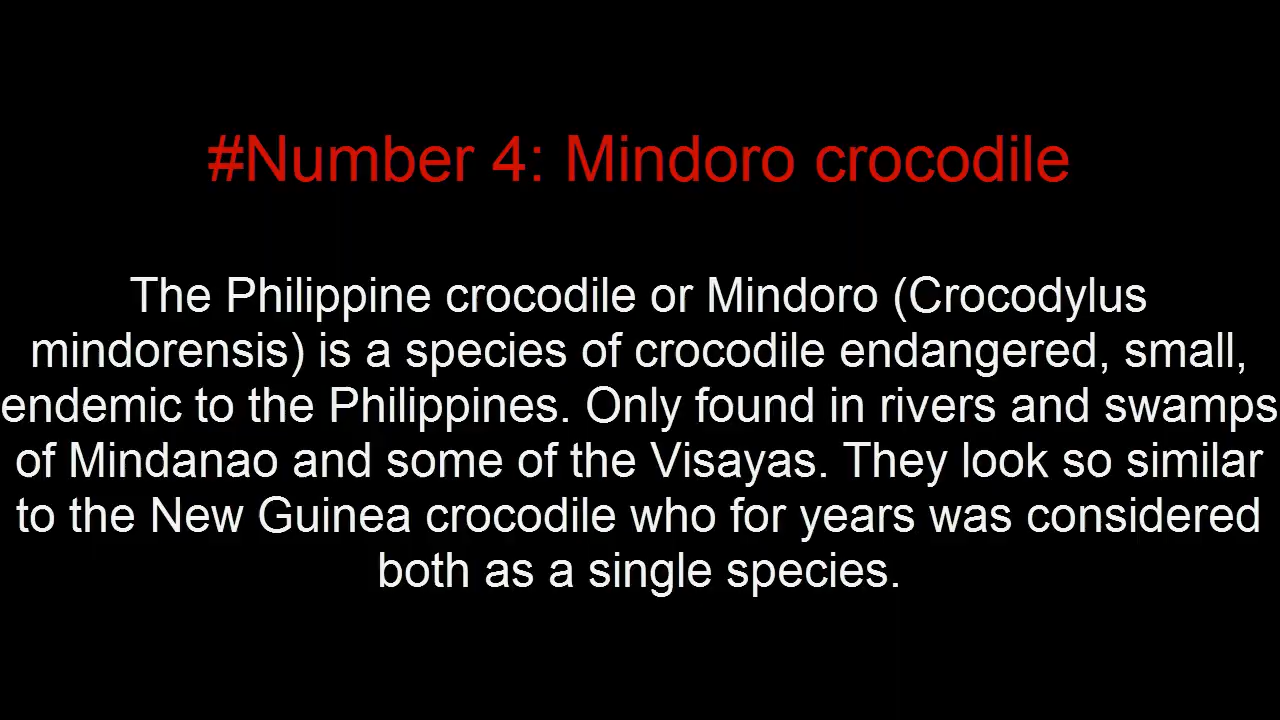 #Number 4: Mindoro crocodile
The Philippine crocodile or Mindoro (Crocodylus
mindorensis) is a species of crocodile endangered, small,
endemic to the Philippines. Only found in rivers and swamps
of Mindanao and some of the Visayas. They look so similar
to the New Guinea crocodile who for years was considered
both as a single species.